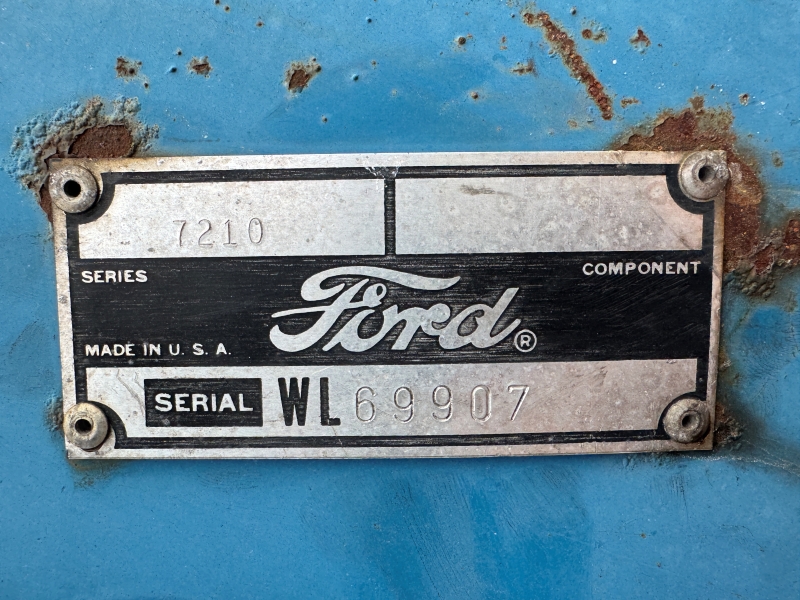 7210
SERIES COMPONENT
Ford®
MADE IN U. S. A.
SERIAL WL69907